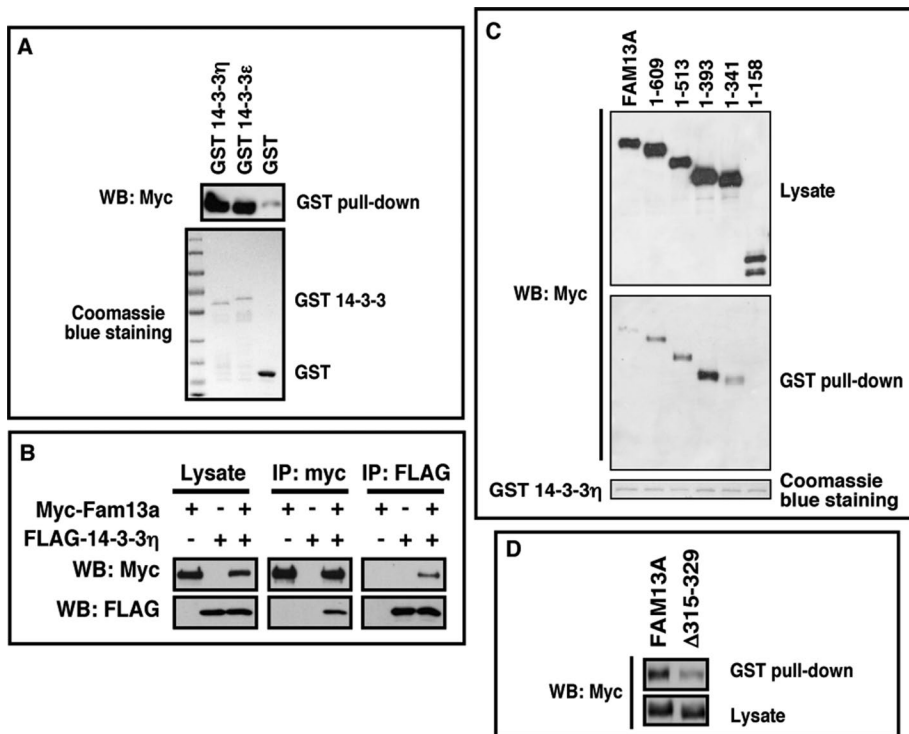 A
GST 14-3-3η
GST 14-3-3ε
GST
WB: Myc
GST pull-down
Coomassie
blue staining
GST 14-3-3
GST
B
Lysate
IP: myc
IP: FLAG
Myc-Fam13a
+ - + + - + + - +
FLAG-14-3-3η
- + + - + + - + +
WB: Myc
WB: FLAG
C
FAM13A
1-609
1-513
1-393
1-341
1-158
WB: Myc
Lysate
GST pull-down
GST 14-3-3η
Coomassie
blue staining
D
FAM13A
Δ315-329
WB: Myc
GST pull-down
Lysate